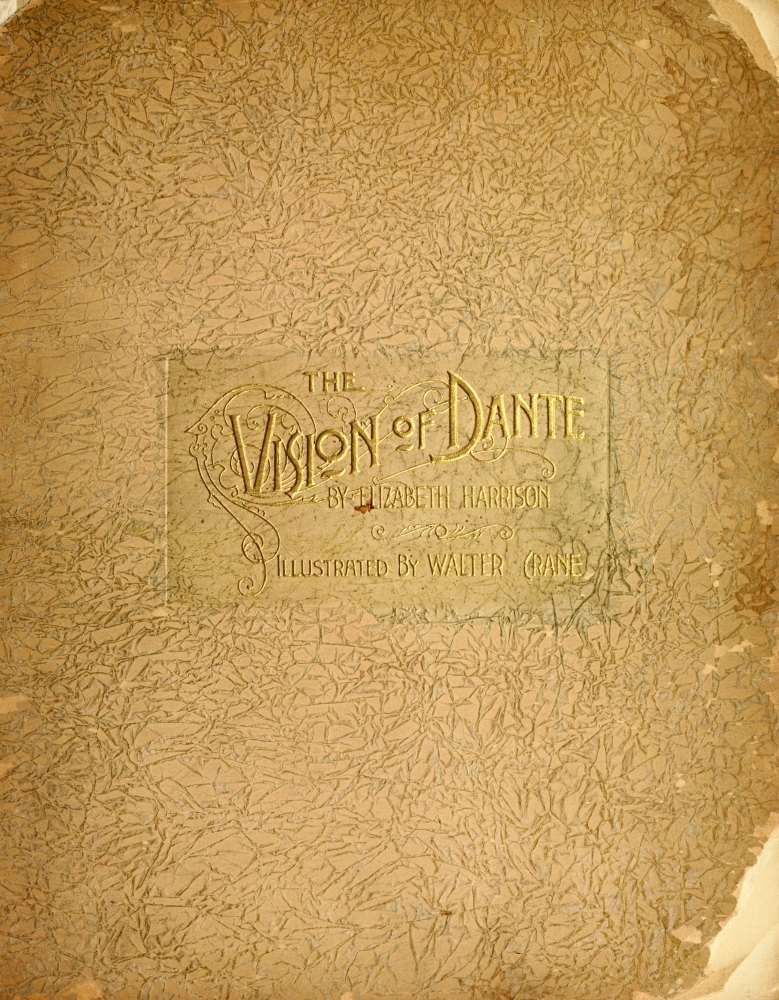 THE
VISION OF DANTE
BY ELIZABETH HARRISON
ILLUSTRATED BY WALTER CRANE